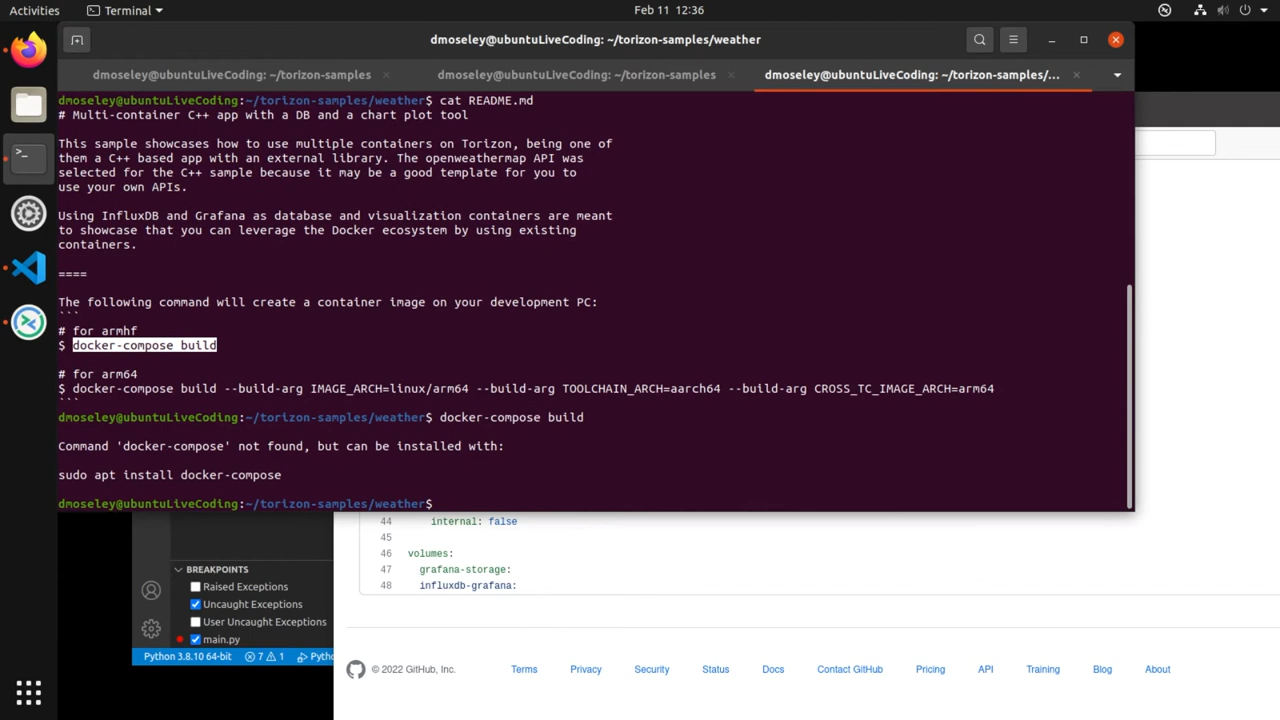 Activities
Terminal
Feb 11 12:36
dmoseley@ubuntuLiveCoding: ~/torizon-samples/weather
dmoseley@ubuntuLiveCoding: ~/torizon-samples
dmoseley@ubuntuLiveCoding: ~/torizon-samples
dmoseley@ubuntuLiveCoding: ~/torizon-samples/...
dmoseley@ubuntuLiveCoding:~/torizon-samples/weather$ cat README.md
# Multi-container C++ app with a DB and a chart plot tool
This sample showcases how to use multiple containers on Torizon, being one of
them a C++ based app with an external library. The openweathermap API was
selected for the C++ sample because it may be a good template for you to
use your own APIs.
Using InfluxDB and Grafana as database and visualization containers are meant
to showcase that you can leverage the Docker ecosystem by using existing
containers.
====
The following command will create a container image on your development PC:
```
# for armhf
$ docker-compose build
# for arm64
$ docker-compose build --build-arg IMAGE_ARCH=linux/arm64 --build-arg TOOLCHAIN_ARCH=aarch64 --build-arg CROSS_TC_IMAGE_ARCH=arm64
```
dmoseley@ubuntuLiveCoding:~/torizon-samples/weather$ docker-compose build
Command 'docker-compose' not found, but can be installed with:
sudo apt install docker-compose
dmoseley@ubuntuLiveCoding:~/torizon-samples/weather$
44 internal: false
45
46 volumes:
47 grafana-storage:
48 influxdb-grafana:
BREAKPOINTS
Raised Exceptions
Uncaught Exceptions
User Uncaught Exceptions
main.py
Python 3.8.10 64-bit 7 1 Pytho
© 2022 GitHub, Inc.
Terms
Privacy
Security
Status
Docs
Contact GitHub
Pricing
API
Training
Blog
About